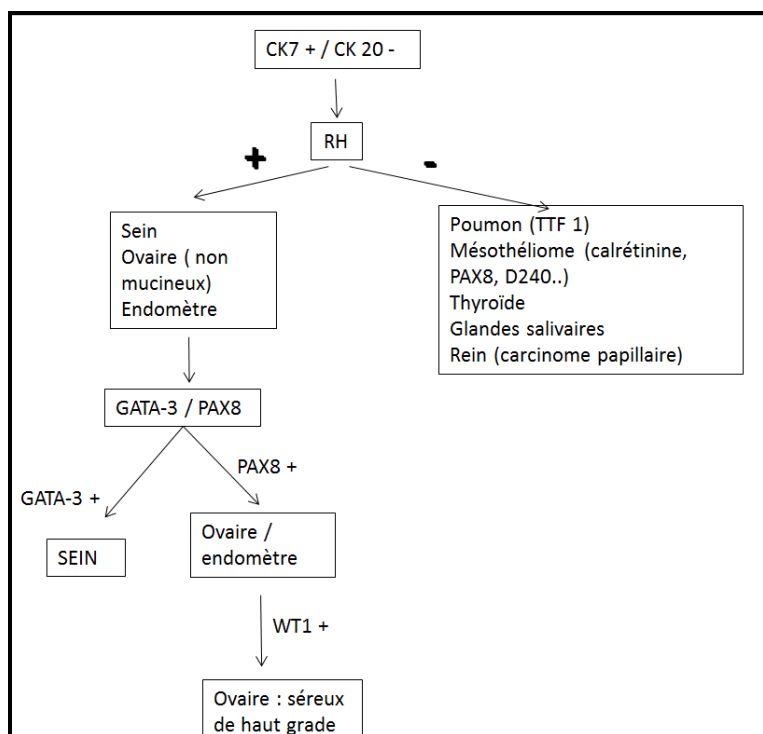 CK7 + / CK 20 -
RH
+
-
Sein
Ovaire ( non
mucineux)
Endomètre
Poumon (TTF 1)
Mésothéliome (calrétinine,
PAX8, D240..)
Thyroïde
Glandes salivaires
Rein (carcinome papillaire)
GATA-3 / PAX8
PAX8 +
GATA-3 +
SEIN
Ovaire /
endomètre
WT1 +
Ovaire : séreux
de haut grade